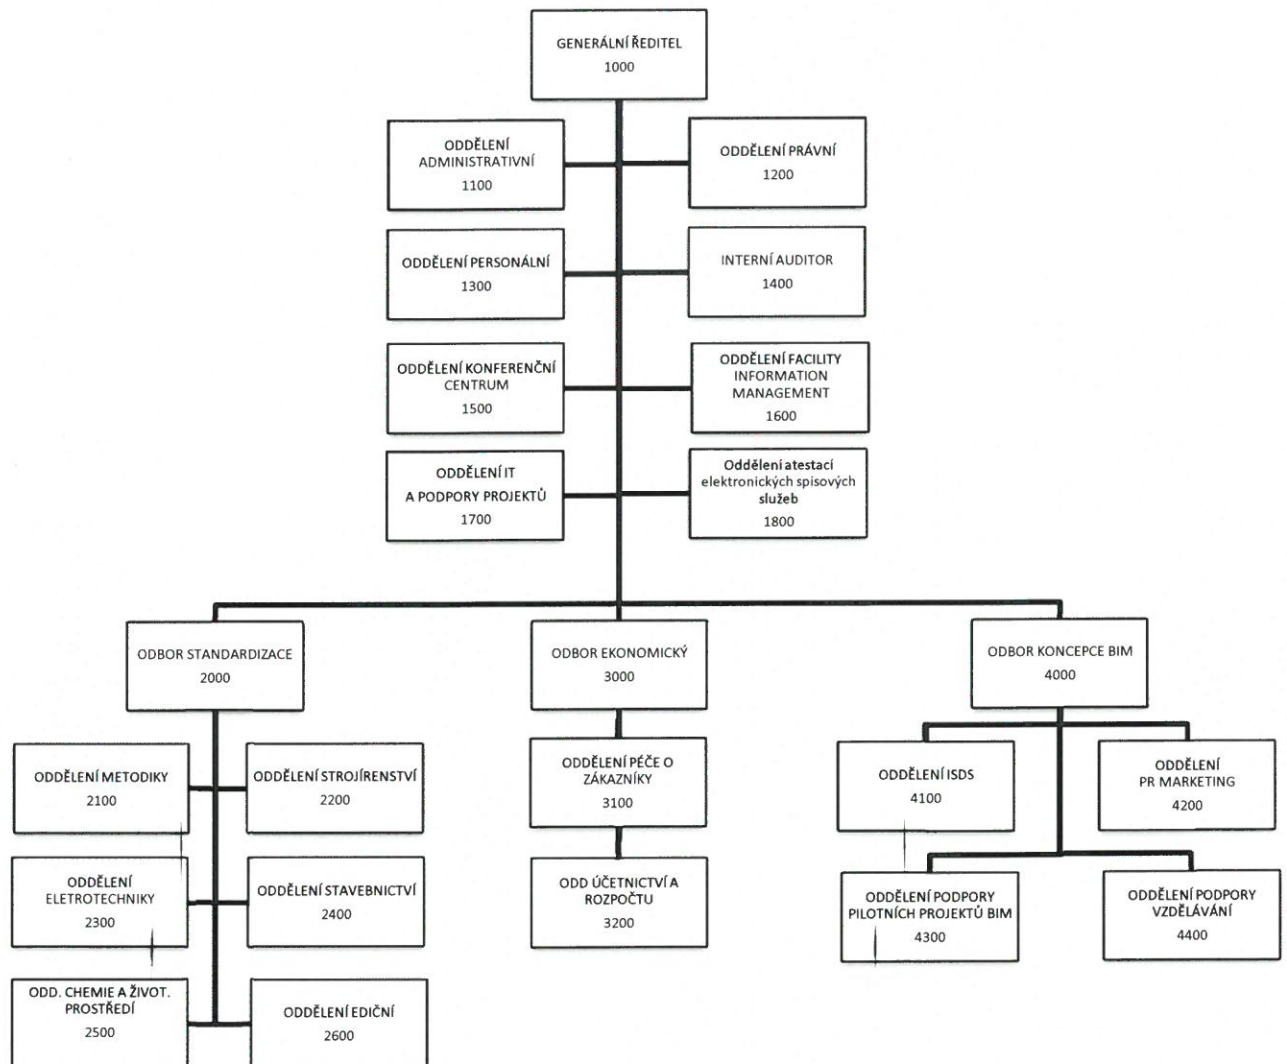 GENERÁLNÍ ŘEDITEL
1000
ODDĚLENÍ
ADMINISTRATIVNÍ
1100
ODDĚLENÍ PRÁVNÍ
1200
ODDĚLENÍ PERSONÁLNÍ
1300
INTERNÍ AUDITOR
1400
ODDĚLENÍ KONFERENČNÍ
CENTRUM
1500
ODDĚLENÍ FACILITY
INFORMATION
MANAGEMENT
1600
ODDĚLENÍ IT
A PODPORY PROJEKTŮ
1700
Oddělení atestací
elektronických spisových
služeb
1800
ODBOR STANDARDIZACE
2000
ODBOR EKONOMICKÝ
3000
ODBOR KONCEPCE BIM
4000
ODDĚLENÍ METODIKY
2100
ODDĚLENÍ STROJÍRENSTVÍ
2200
ODDĚLENÍ PÉČE O
ZÁKAZNÍKY
3100
ODDĚLENÍ ISDS
4100
ODDĚLENÍ
PR MARKETING
4200
ODDĚLENÍ
ELETROTECHNIKY
2300
ODDĚLENÍ STAVEBNICTVÍ
2400
ODD ÚČETNICTVÍ A
ROZPOČTU
3200
ODDĚLENÍ PODPORY
PILOTNÍCH PROJEKTŮ BIM
4300
ODDĚLENÍ PODPORY
VZDĚLÁVÁNÍ
4400
ODD. CHEMIE A ŽIVOT.
PROSTŘEDÍ
2500
ODDĚLENÍ EDIČNÍ
2600